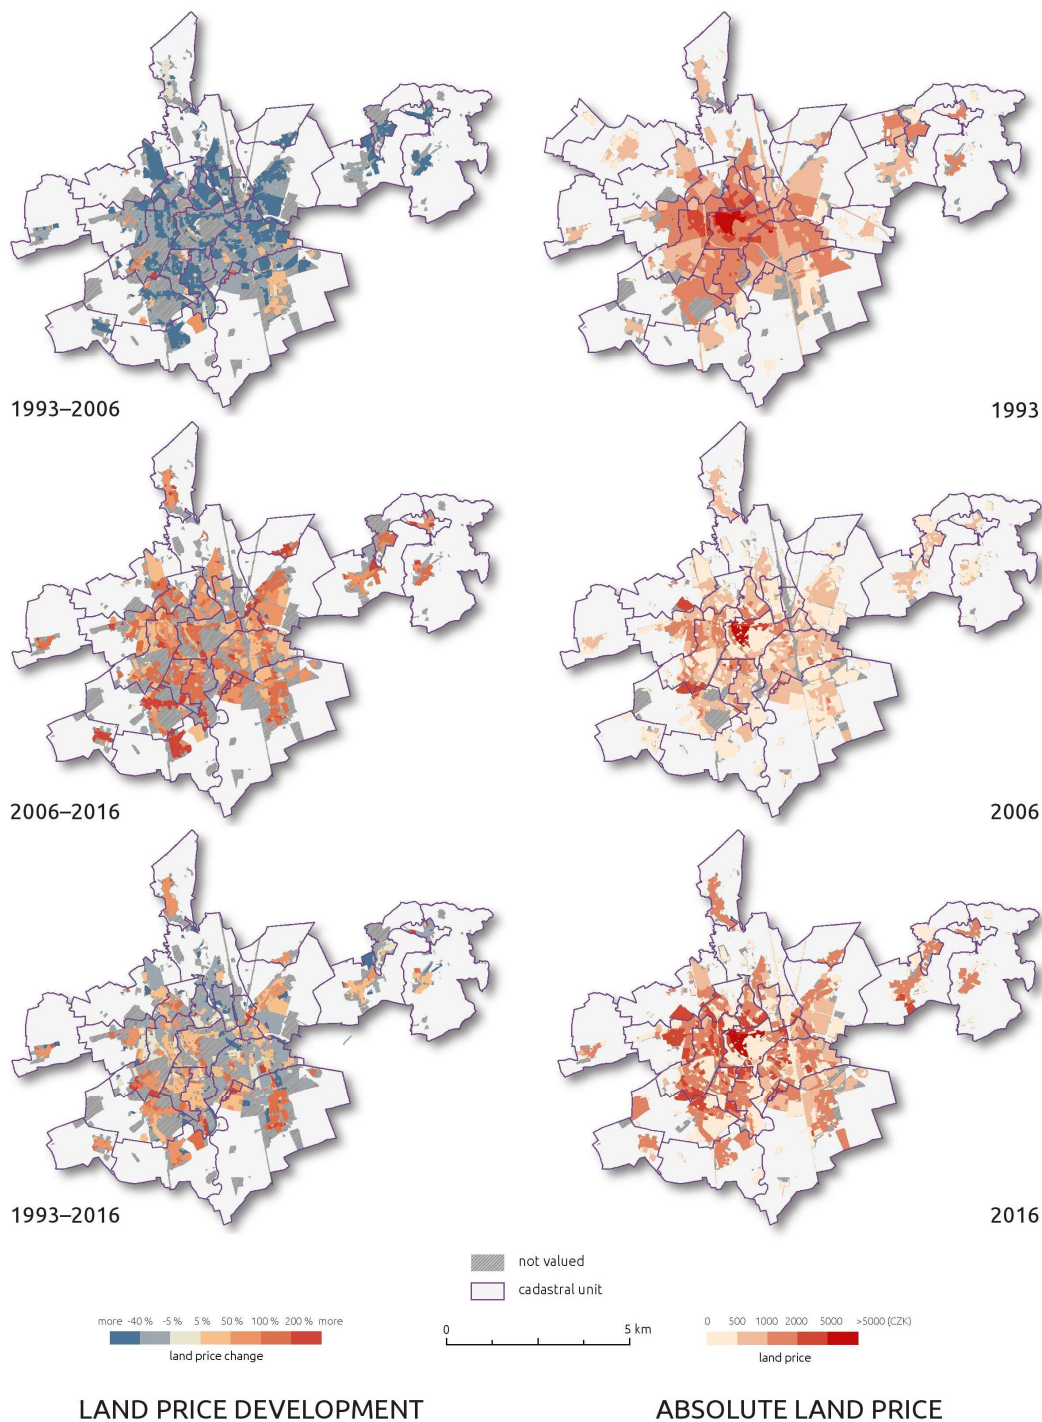 1993–2006
1993
2006–2016
2006
1993–2016
2016
not valued
cadastral unit
more -40 % -5 % 5 % 50 % 100 % 200 % more
land price change
0 5 km
0 500 1000 2000 5000 >5000 (CZK)
land price
LAND PRICE DEVELOPMENT
ABSOLUTE LAND PRICE